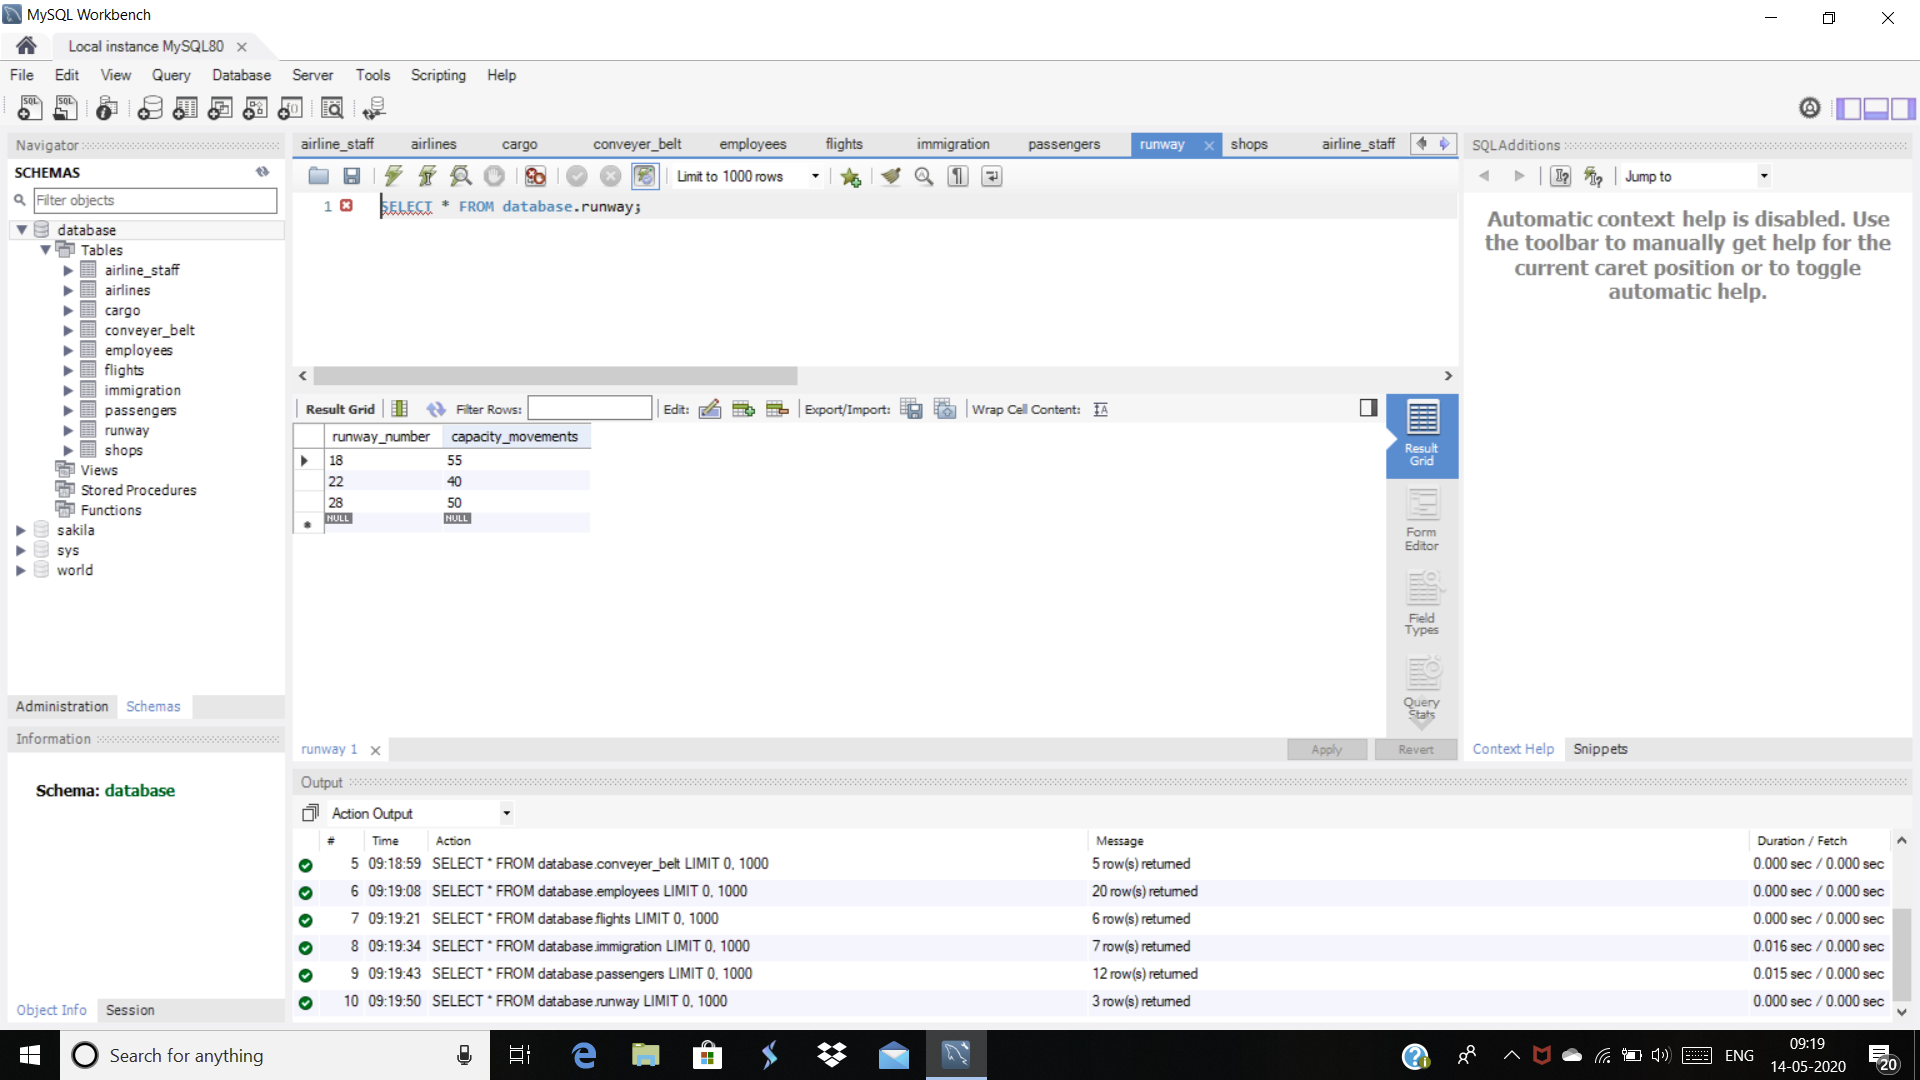 MySQL Workbench
Local instance MySQL80
File Edit View Query Database Server Tools Scripting Help
Navigator
SCHEMAS
Filter objects
database
Tables
airline_staff
airlines
cargo
conveyer_belt
employees
flights
immigration
passengers
runway
shops
Views
Stored Procedures
Functions
sakila
sys
world
Administration Schemas
Information
Schema: database
Object Info Session
airline_staff airlines cargo conveyer_belt employees flights immigration passengers runway shops airline_staff
Limit to 1000 rows
1 SELECT * FROM database.runway;
Result Grid Filter Rows: Edit: Export/Import: Wrap Cell Content:
runway_number capacity_movements
18 55
22 40
28 50
NULL NULL
Result Grid
Form Editor
Field Types
Query Stats
runway 1
Apply Revert
SQLAdditions
Jump to
Automatic context help is disabled. Use
the toolbar to manually get help for the
current caret position or to toggle
automatic help.
Context Help Snippets
Output
Action Output
# Time Action Message Duration / Fetch
5 09:18:59 SELECT * FROM database.conveyer_belt LIMIT 0, 1000 5 row(s) returned 0.000 sec / 0.000 sec
6 09:19:08 SELECT * FROM database.employees LIMIT 0, 1000 20 row(s) returned 0.000 sec / 0.000 sec
7 09:19:21 SELECT * FROM database.flights LIMIT 0, 1000 6 row(s) returned 0.000 sec / 0.000 sec
8 09:19:34 SELECT * FROM database.immigration LIMIT 0, 1000 7 row(s) returned 0.016 sec / 0.000 sec
9 09:19:43 SELECT * FROM database.passengers LIMIT 0, 1000 12 row(s) returned 0.015 sec / 0.000 sec
10 09:19:50 SELECT * FROM database.runway LIMIT 0, 1000 3 row(s) returned 0.000 sec / 0.000 sec
Search for anything
ENG
09:19
14-05-2020
20